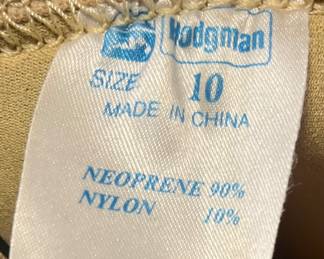 Hodgman
SIZE 10
MADE IN CHINA
NEOPRENE 90%
NYLON 10%